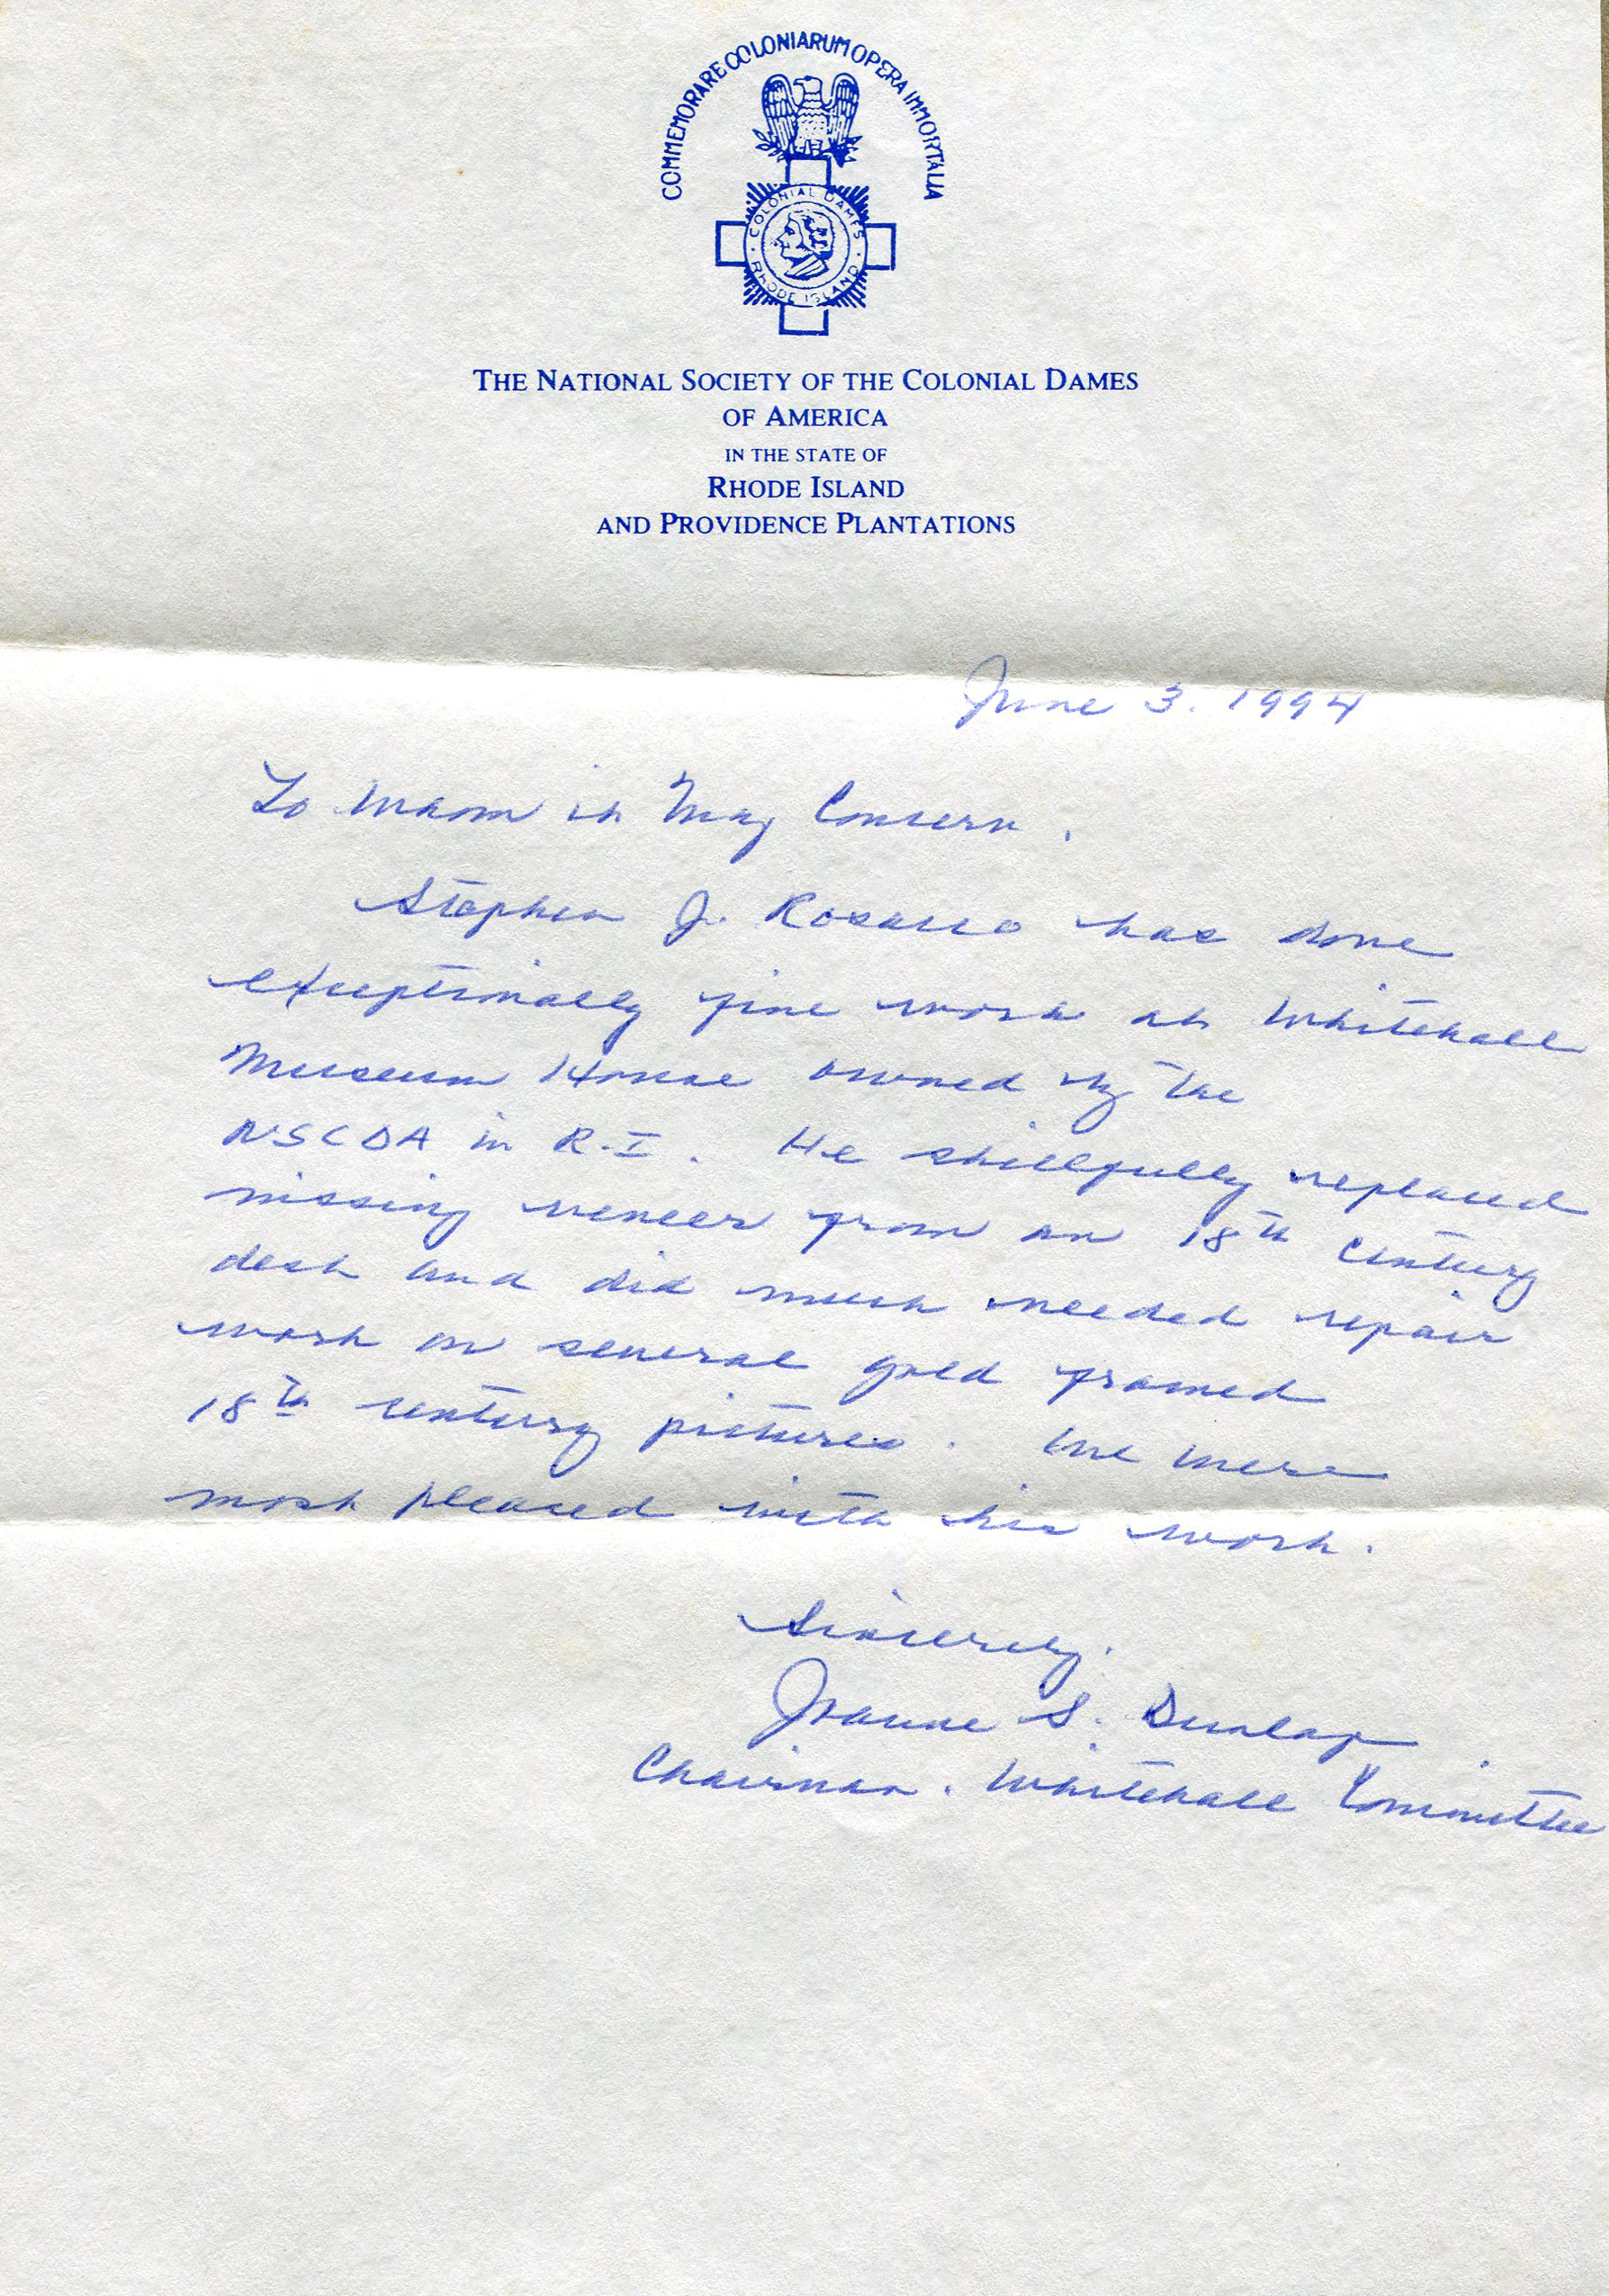 COMMEMORARE COLONIARUM OPERA IMMORTALIA
COLONIAL DAMES
RHODE ISLAND
THE NATIONAL SOCIETY OF THE COLONIAL DAMES
OF AMERICA
IN THE STATE OF
RHODE ISLAND
AND PROVIDENCE PLANTATIONS
June 3. 1994
To Whom it May Concern.
Stephen J. has done
exceptionally fine work at Whitehall
Museum House owned by the
NSCDA in R.I. He skillfully replaced
missing veneer from an 18th Century
desk and did much needed repair
work on several gold framed
18th century pictures. We were
most pleased with his work.
Sincerely.
Joanne S. Dunlap
Chairman. Whitehall Committee